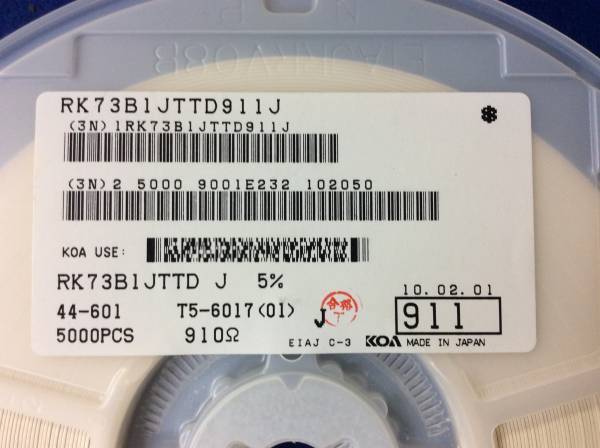 RK73B1JTTD911J
(3N)1RK73B1JTTD911J
(3N)2 5000 9001E232 102050
KOA USE:
RK73B1JTTD J 5%
10.02.01
44-601 T5-6017(01) J 911
5000PCS 910Ω
EIAJ C-3 KOA MADE IN JAPAN